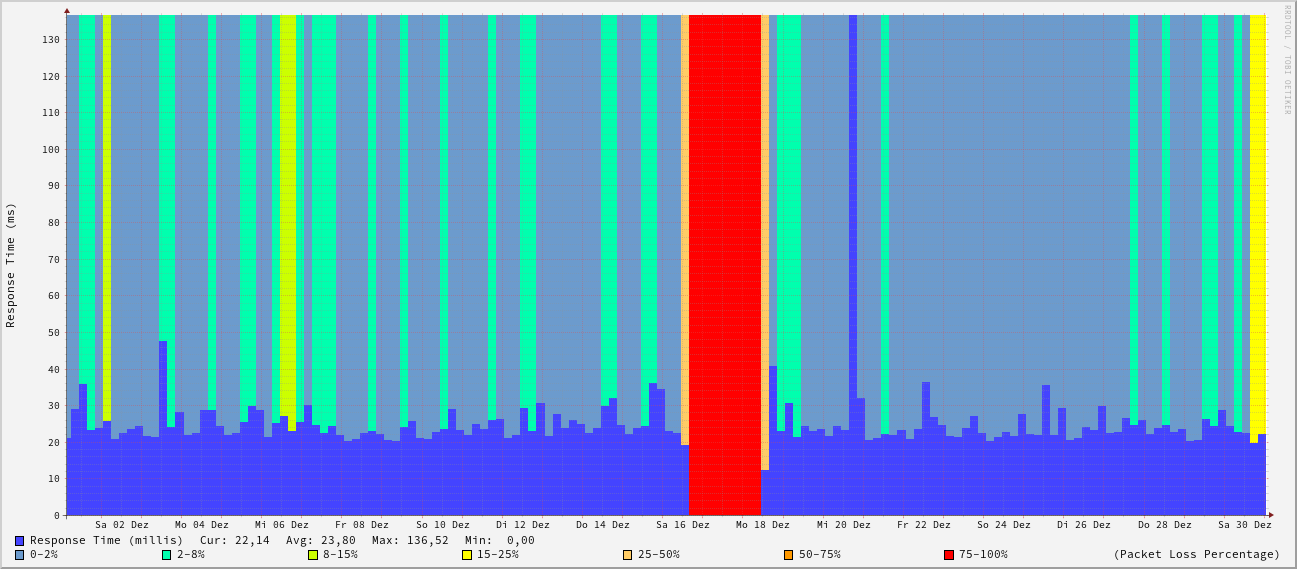 RRDTOOL / TOBI OETIKER
Response Time (ms)
130
120
110
100
90
80
70
60
50
40
30
20
10
0
Sa 02 Dez Mo 04 Dez Mi 06 Dez Fr 08 Dez So 10 Dez Di 12 Dez Do 14 Dez Sa 16 Dez Mo 18 Dez Mi 20 Dez Fr 22 Dez So 24 Dez Di 26 Dez Do 28 Dez Sa 30 Dez
Response Time (millis) Cur: 22,14 Avg: 23,80 Max: 136,52 Min: 0,00
0-2% 2-8% 8-15% 15-25% 25-50% 50-75% 75-100% (Packet Loss Percentage)